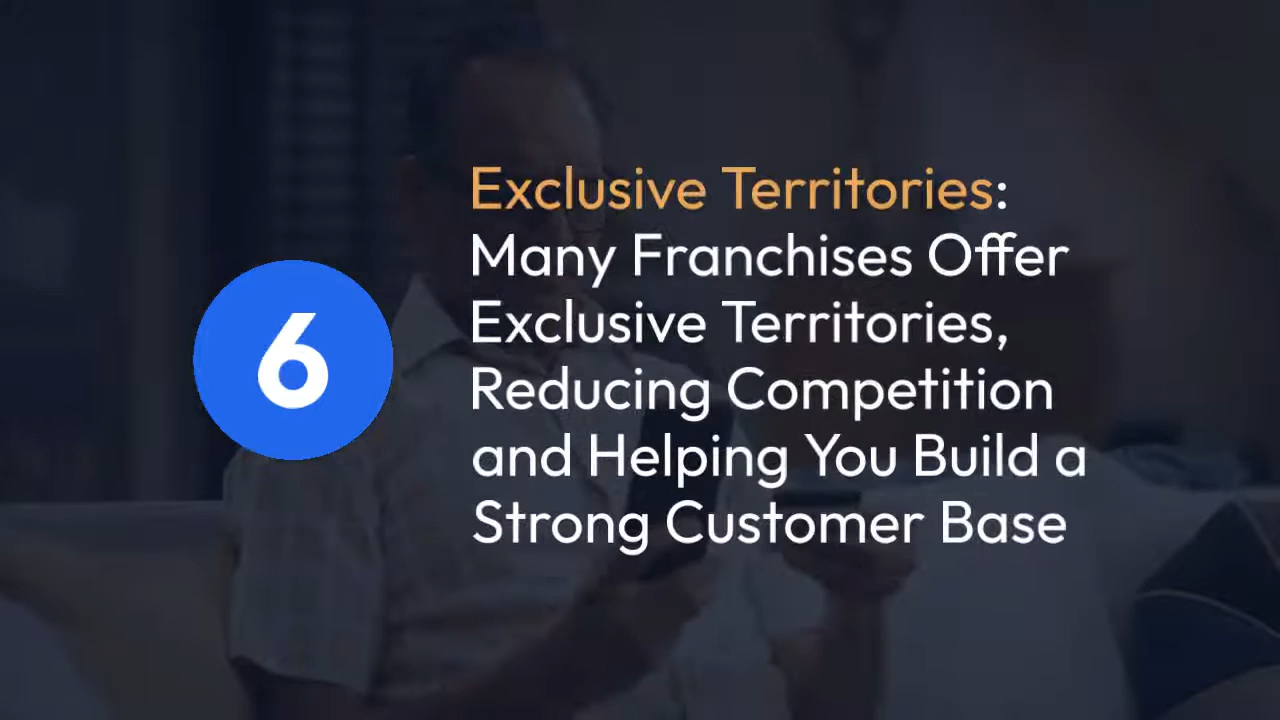 6
Exclusive Territories:
Many Franchises Offer
Exclusive Territories,
Reducing Competition
and Helping You Build a
Strong Customer Base